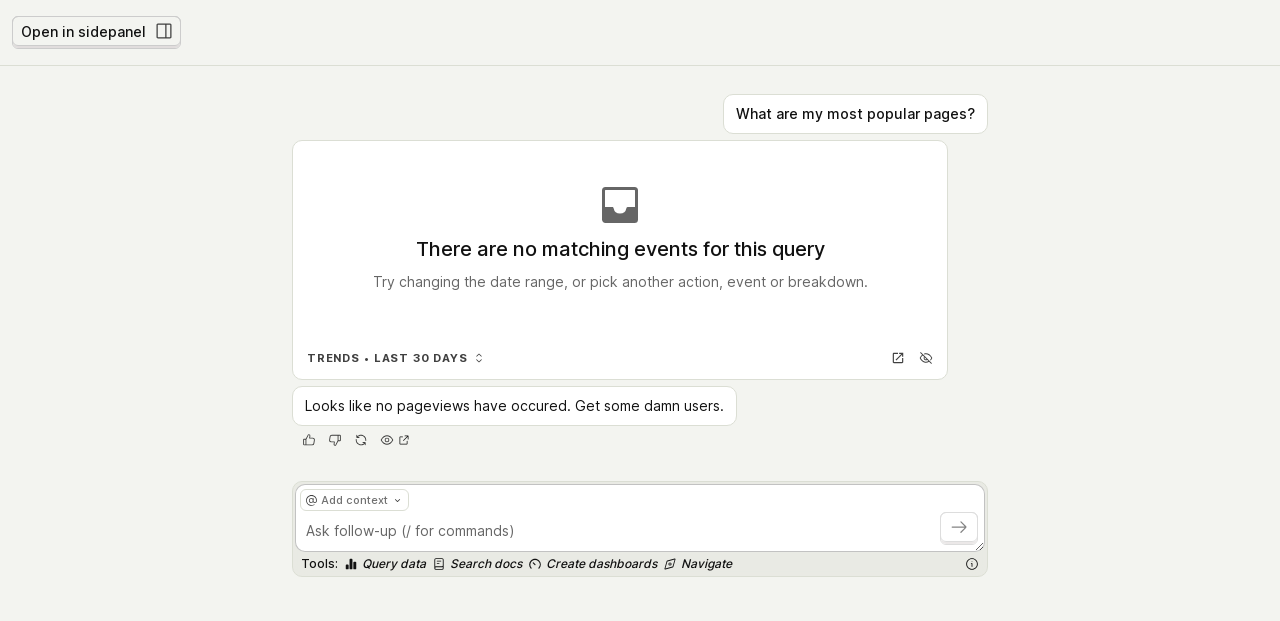 Open in sidepanel
What are my most popular pages?
There are no matching events for this query
Try changing the date range, or pick another action, event or breakdown.
TRENDS • LAST 30 DAYS
Looks like no pageviews have occured. Get some damn users.
@ Add context
Ask follow-up (/ for commands)
Tools: Query data Search docs Create dashboards Navigate